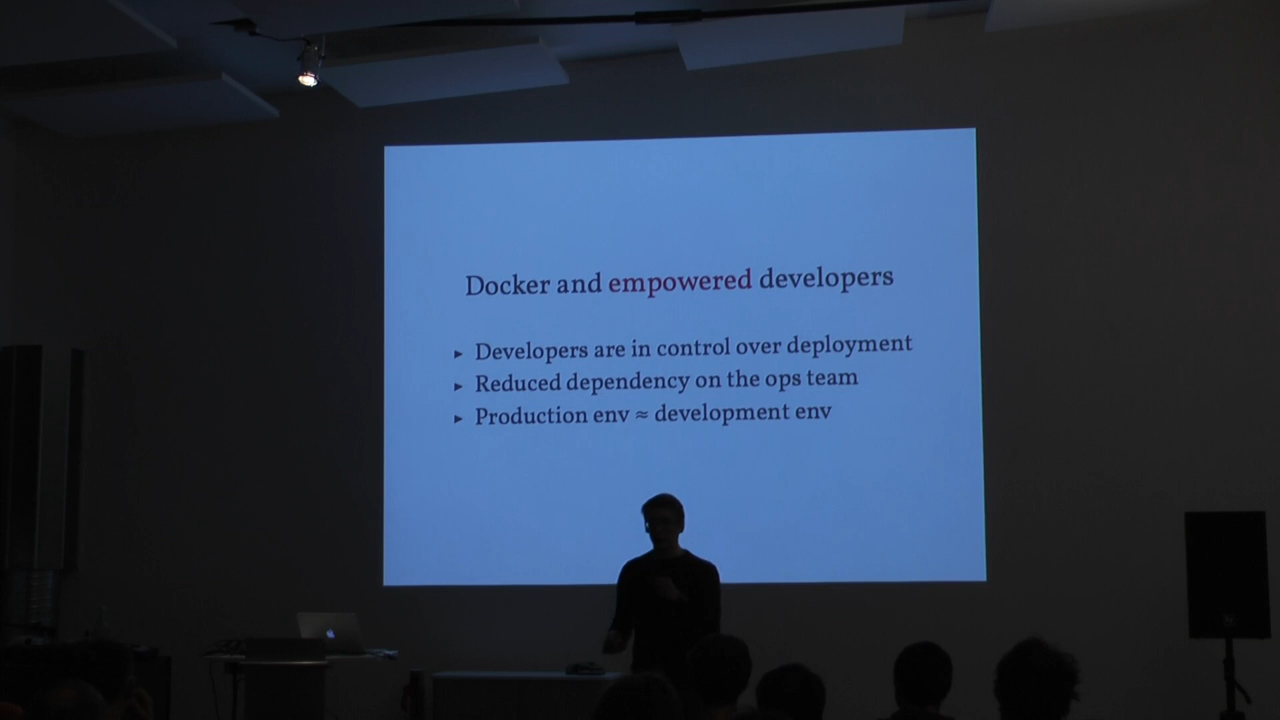 Docker and empowered developers
▸ Developers are in control over deployment
▸ Reduced dependency on the ops team
▸ Production env ≈ development env